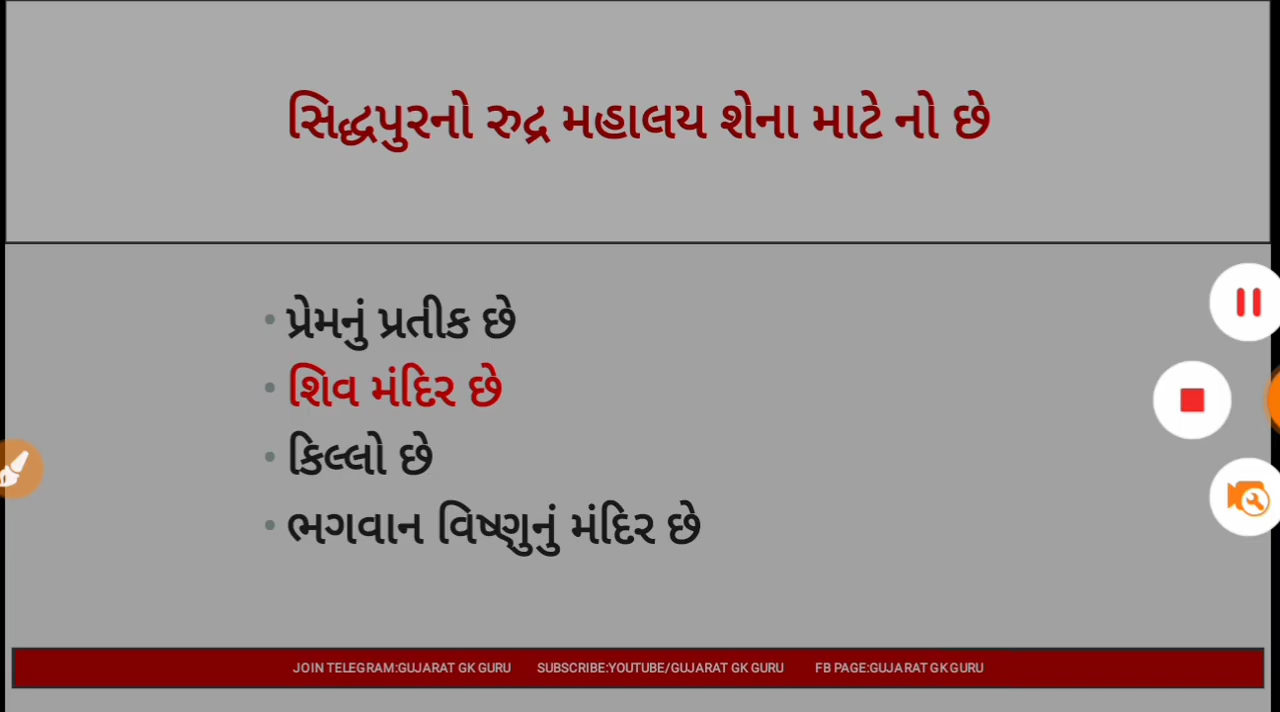 સિદ્ધપુરનો રુદ્ર મહાલય શેના માટે નો છે
પ્રેમનું પ્રતીક છે
શિવ મંદિર છે
કિલ્લો છે
ભગવાન વિષ્ણુનું મંદિર છે
JOIN TELEGRAM:GUJARAT GK GURU SUBSCRIBE:YOUTUBE/GUJARAT GK GURU FB PAGE:GUJARAT GK GURU